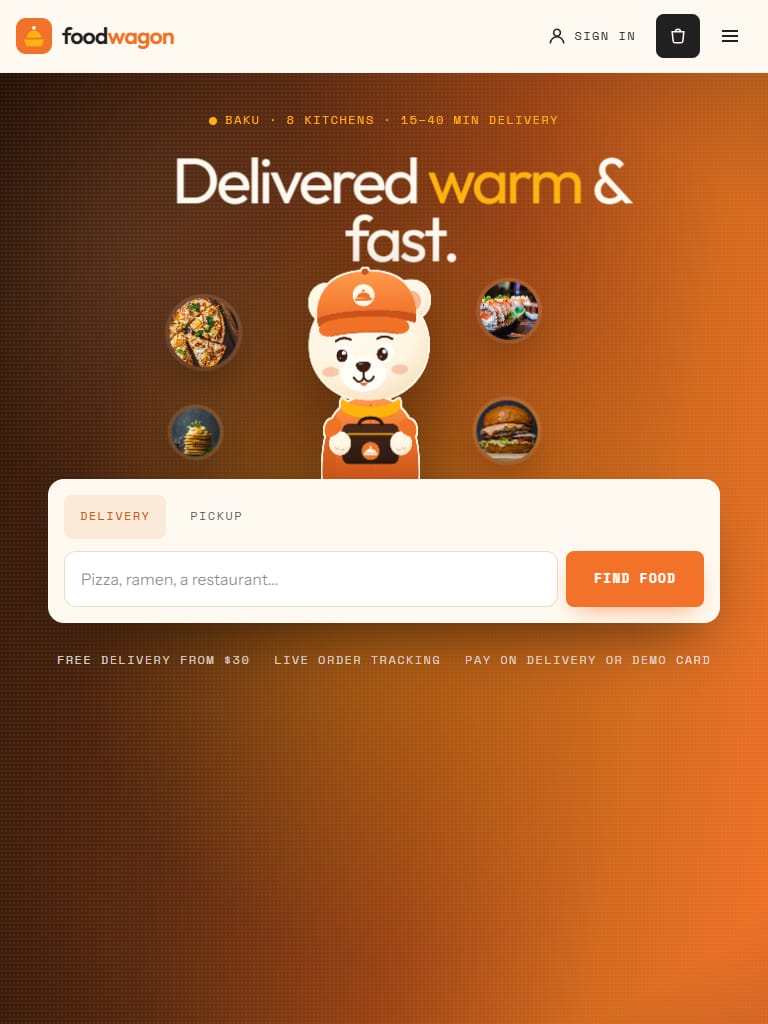 foodwagon
SIGN IN
BAKU · 8 KITCHENS · 15–40 MIN DELIVERY
Delivered warm &
fast.
DELIVERY
PICKUP
Pizza, ramen, a restaurant...
FIND FOOD
FREE DELIVERY FROM $30
LIVE ORDER TRACKING
PAY ON DELIVERY OR DEMO CARD